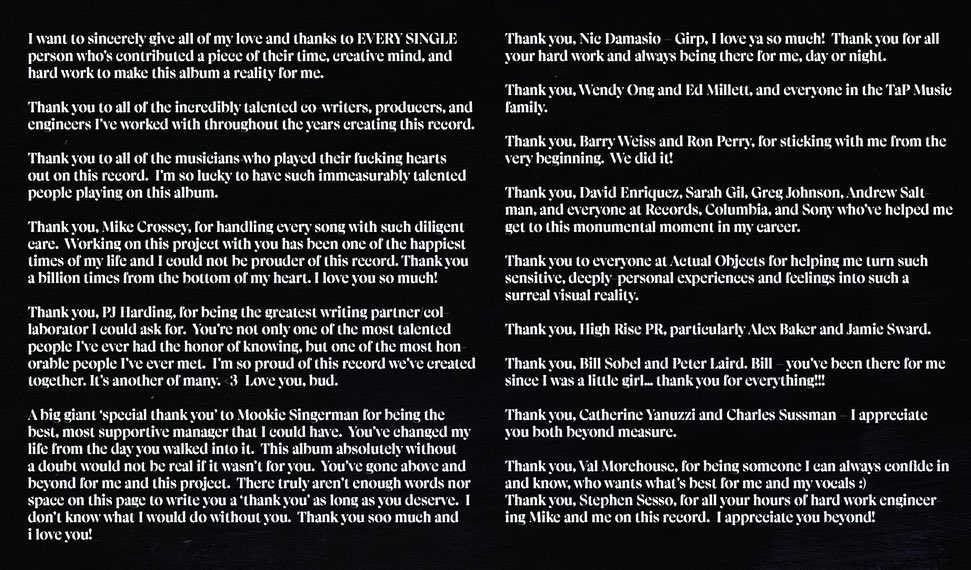 I want to sincerely give all of my love and thanks to EVERY SINGLE
person who's contributed a piece of their time, creative mind, and
hard work to make this album a reality for me.
Thank you to all of the incredibly talented co-writers, producers, and
engineers I've worked with throughout the years creating this record.
Thank you to all of the musicians who played their fucking hearts
out on this record. I'm so lucky to have such immeasurably talented
people playing on this album.
Thank you, Mike Crossey, for handling every song with such diligent
care. Working on this project with you has been one of the happiest
times of my life and I could not be prouder of this record. Thank you
a billion times from the bottom of my heart. I love you so much!
Thank you, PJ Harding, for being the greatest writing partner/col-
laborator I could ask for. You're not only one of the most talented
people I've ever had the honor of knowing, but one of the most hon-
orable people I've ever met. I'm so proud of this record we've created
together. It's another of many. <3 Love you, bud.
A big giant 'special thank you' to Mookie Singerman for being the
best, most supportive manager that I could have. You've changed my
life from the day you walked into it. This album absolutely without
a doubt would not be real if it wasn't for you. You've gone above and
beyond for me and this project. There truly aren't enough words nor
space on this page to write you a 'thank you' as long as you deserve. I
don't know what I would do without you. Thank you soo much and
i love you!
Thank you, Nic Damasio - Girp, I love ya so much! Thank you for all
your hard work and always being there for me, day or night.
Thank you, Wendy Ong and Ed Millett, and everyone in the TaP Music
family.
Thank you, Barry Weiss and Ron Perry, for sticking with me from the
very beginning. We did it!
Thank you, David Enriquez, Sarah Gil, Greg Johnson, Andrew Salt-
man, and everyone at Records, Columbia, and Sony who've helped me
get to this monumental moment in my career.
Thank you to everyone at Actual Objects for helping me turn such
sensitive, deeply-personal experiences and feelings into such a
surreal visual reality.
Thank you, High Rise PR, particularly Alex Baker and Jamie Sward.
Thank you, Bill Sobel and Peter Laird. Bill - you've been there for me
since I was a little girl... thank you for everything!!!
Thank you, Catherine Yanuzzi and Charles Sussman - I appreciate
you both beyond measure.
Thank you, Val Morehouse, for being someone I can always confide in
and know, who wants what's best for me and my vocals :)
Thank you, Stephen Sesso, for all your hours of hard work engineer-
ing Mike and me on this record. I appreciate you beyond!